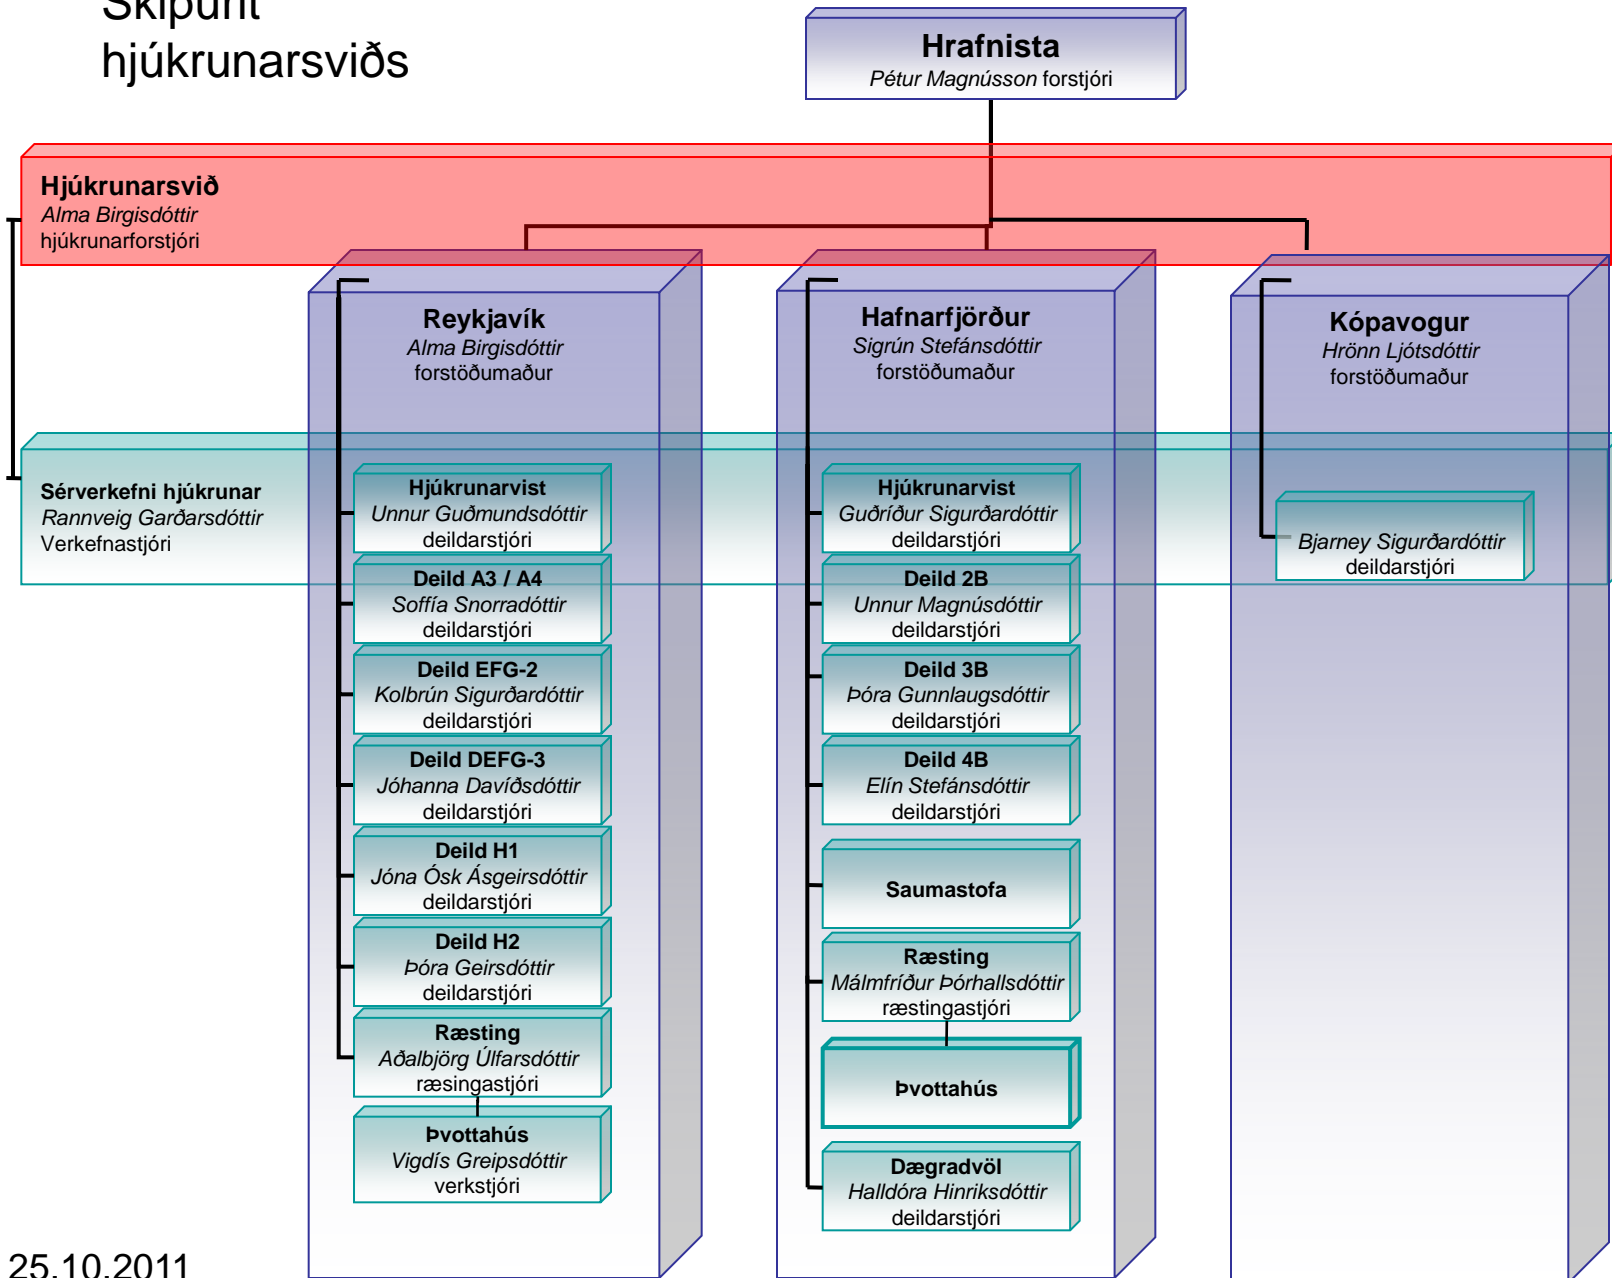 Skipurit
hjúkrunarsviðs
Hrafnista
Pétur Magnússon forstjóri
Hjúkrunarsvið
Alma Birgisdóttir
hjúkrunarforstjóri
Reykjavík
Alma Birgisdóttir
forstöðumaður
Hafnarfjörður
Sigrún Stefánsdóttir
forstöðumaður
Kópavogur
Hrönn Ljótsdóttir
forstöðumaður
Sérverkefni hjúkrunar
Rannveig Garðarsdóttir
Verkefnastjóri
Hjúkrunarvist
Unnur Guðmundsdóttir
deildarstjóri
Deild A3 / A4
Soffía Snorradóttir
deildarstjóri
Deild EFG-2
Kolbrún Sigurðardóttir
deildarstjóri
Deild DEFG-3
Jóhanna Davíðsdóttir
deildarstjóri
Deild H1
Jóna Ósk Ásgeirsdóttir
deildarstjóri
Deild H2
Þóra Geirsdóttir
deildarstjóri
Ræsting
Aðalbjörg Úlfarsdóttir
ræsingastjóri
Þvottahús
Vigdís Greipsdóttir
verkstjóri
Hjúkrunarvist
Guðríður Sigurðardóttir
deildarstjóri
Deild 2B
Unnur Magnúsdóttir
deildarstjóri
Deild 3B
Þóra Gunnlaugsdóttir
deildarstjóri
Deild 4B
Elín Stefánsdóttir
deildarstjóri
Saumastofa
Ræsting
Málmfríður Þórhallsdóttir
ræstingastjóri
Þvottahús
Dægradvöl
Halldóra Hinriksdóttir
deildarstjóri
Bjarney Sigurðardóttir
deildarstjóri
25.10.2011